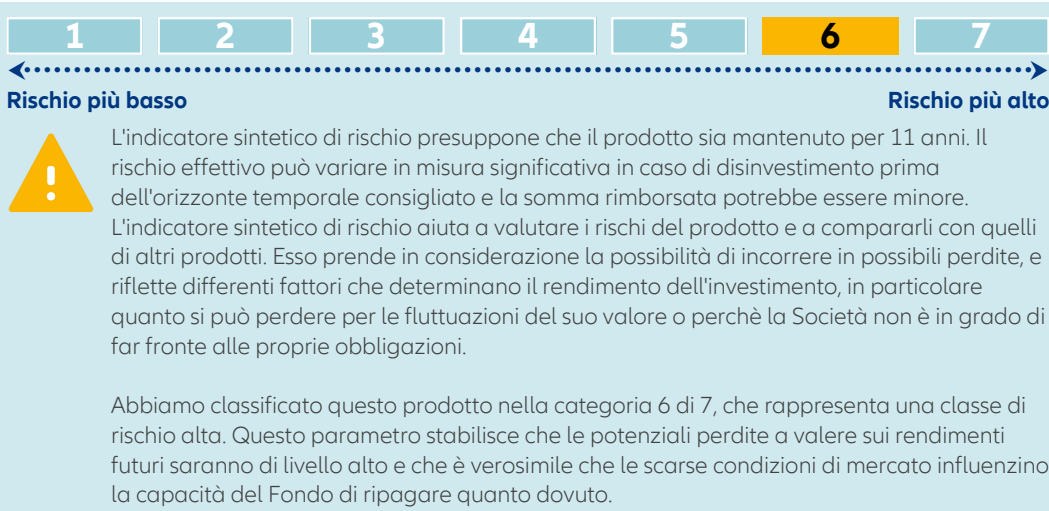 1 2 3 4 5 6 7
Rischio più basso Rischio più alto
L'indicatore sintetico di rischio presuppone che il prodotto sia mantenuto per 11 anni. Il
rischio effettivo può variare in misura significativa in caso di disinvestimento prima
dell'orizzonte temporale consigliato e la somma rimborsata potrebbe essere minore.
L'indicatore sintetico di rischio aiuta a valutare i rischi del prodotto e a compararli con quelli
di altri prodotti. Esso prende in considerazione la possibilità di incorrere in possibili perdite, e
riflette differenti fattori che determinano il rendimento dell'investimento, in particolare
quanto si può perdere per le fluttuazioni del suo valore o perchè la Società non è in grado di
far fronte alle proprie obbligazioni.
Abbiamo classificato questo prodotto nella categoria 6 di 7, che rappresenta una classe di
rischio alta. Questo parametro stabilisce che le potenziali perdite a valere sui rendimenti
futuri saranno di livello alto e che è verosimile che le scarse condizioni di mercato influenzino
la capacità del Fondo di ripagare quanto dovuto.